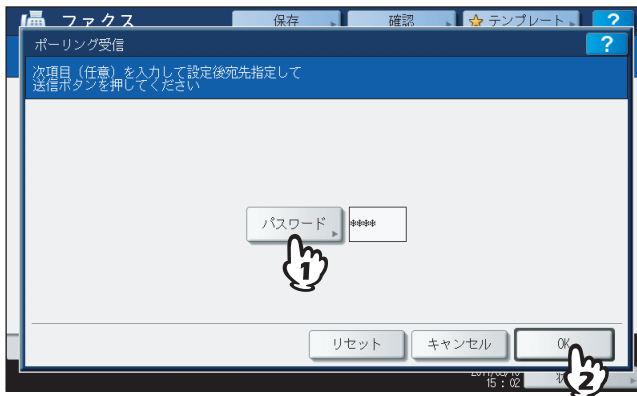 ファクス 保存 確認 テンプレート ?
ポーリング受信 ?
次項目（任意）を入力して設定後宛先指定して
送信ボタンを押してください
パスワード ****
1
リセット キャンセル OK
15：02
2